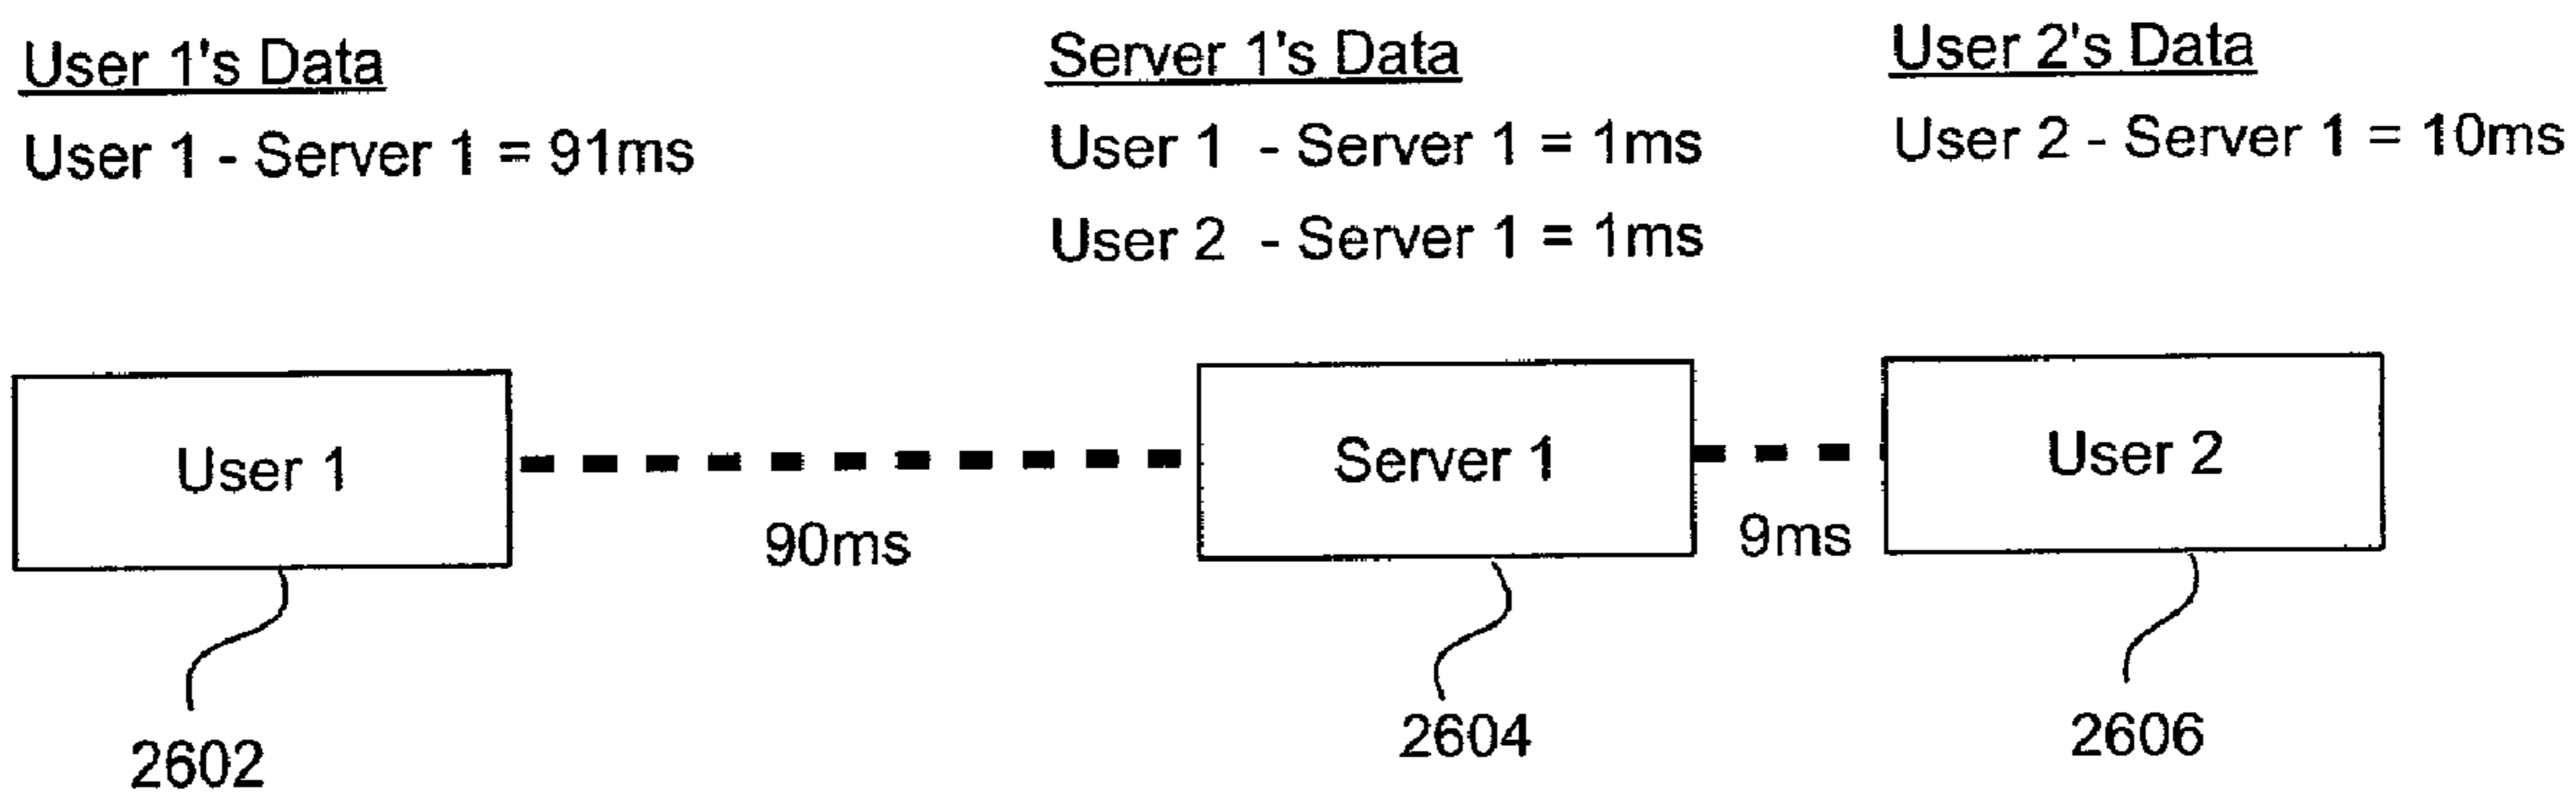 User 1's Data
User 1 - Server 1 = 91ms
Server 1's Data
User 1 - Server 1 = 1ms
User 2 - Server 1 = 1ms
User 2's Data
User 2 - Server 1 = 10ms
User 1
Server 1
User 2
90ms
9ms
2602
2604
2606